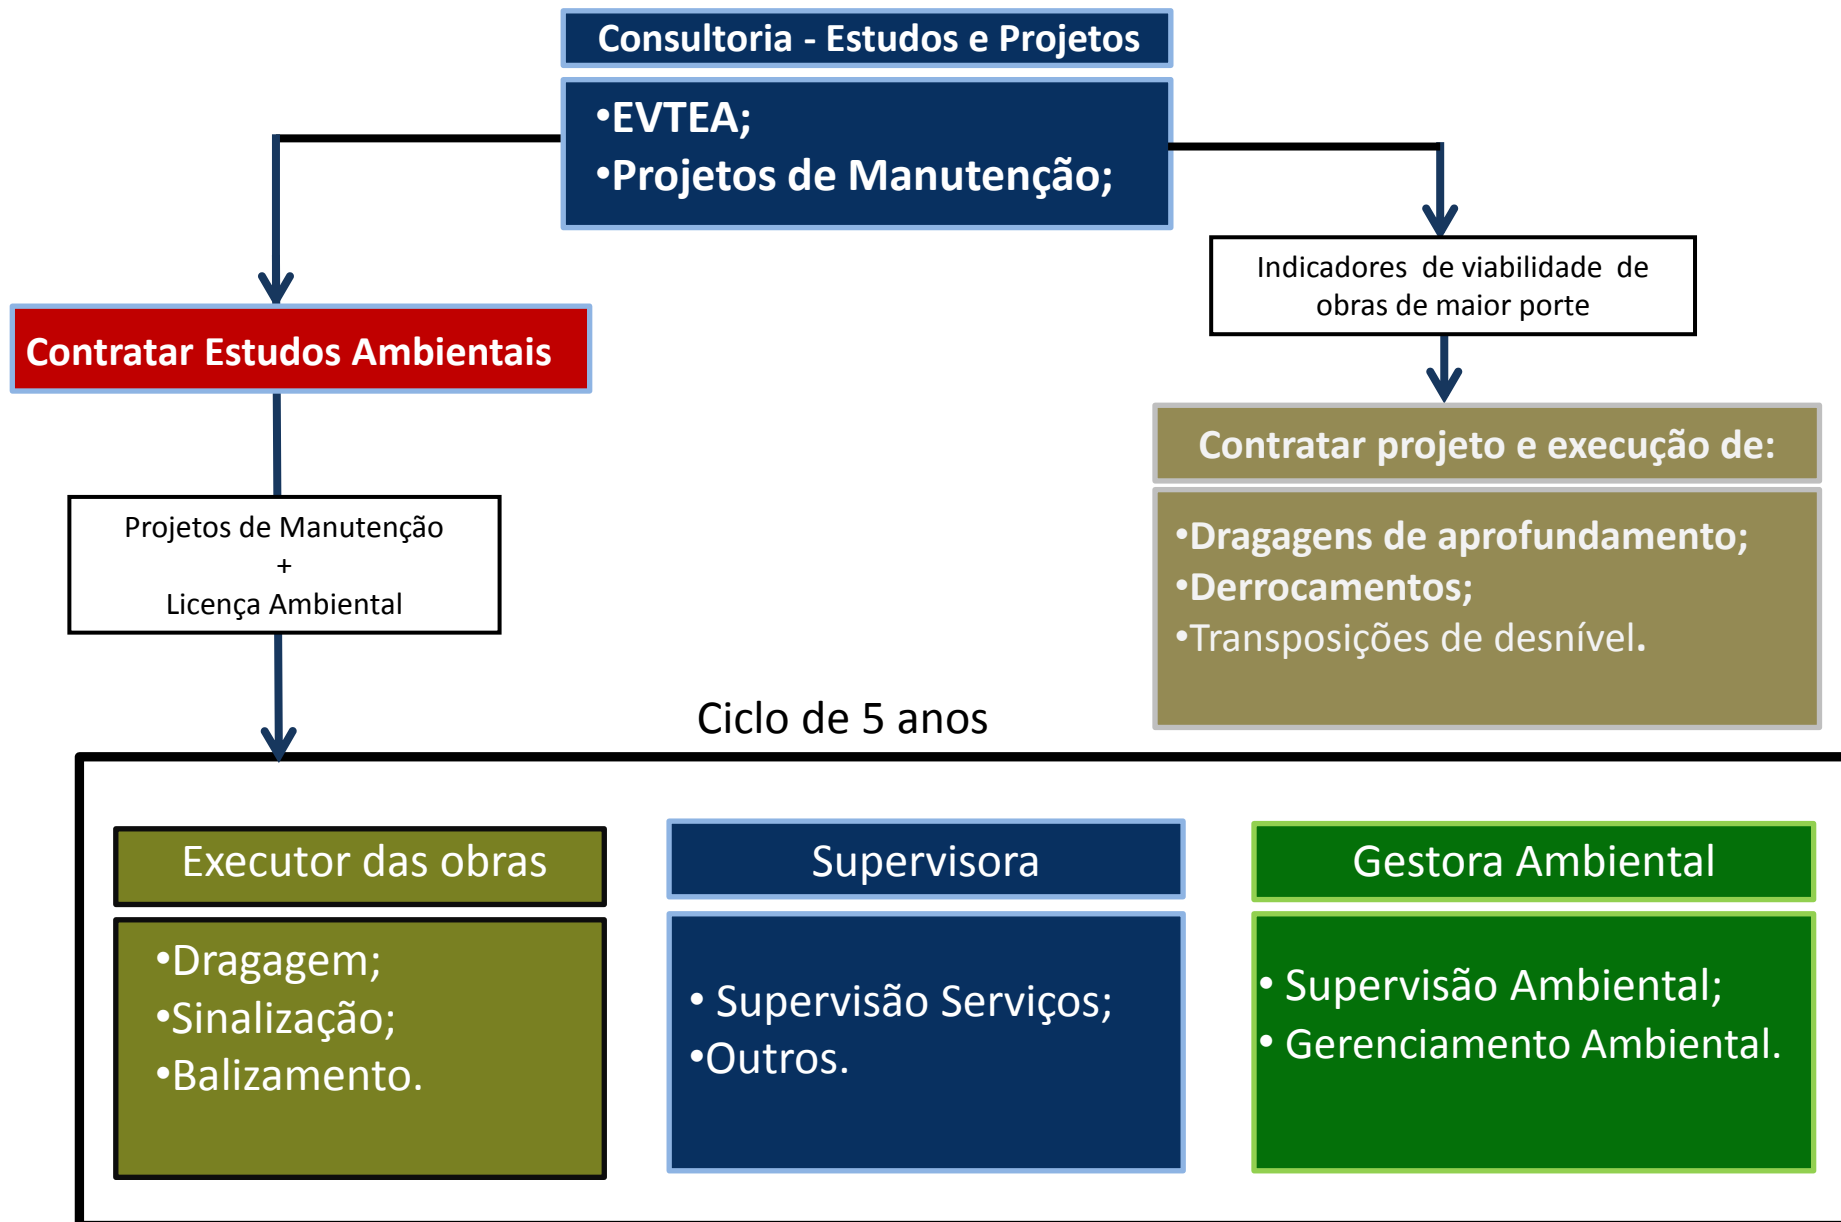 Consultoria - Estudos e Projetos
•EVTEA;
•Projetos de Manutenção;
Indicadores de viabilidade de
obras de maior porte
Contratar Estudos Ambientais
Contratar projeto e execução de:
Projetos de Manutenção
+
Licença Ambiental
•Dragagens de aprofundamento;
•Derrocamentos;
•Transposições de desnível.
Ciclo de 5 anos
Executor das obras
•Dragagem;
•Sinalização;
•Balizamento.
Supervisora
• Supervisão Serviços;
•Outros.
Gestora Ambiental
• Supervisão Ambiental;
• Gerenciamento Ambiental.